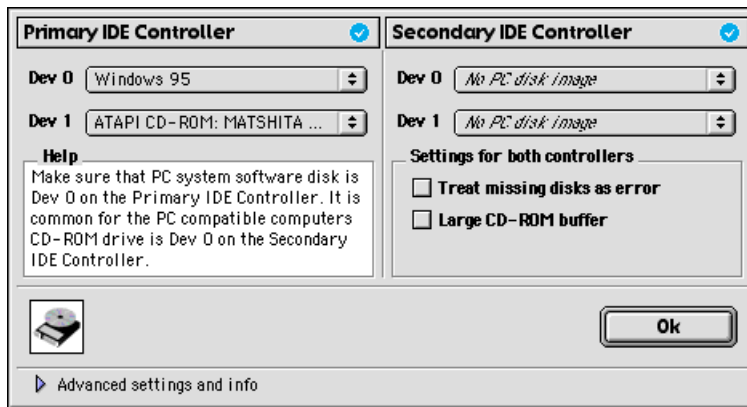 Primary IDE Controller
Dev 0 Windows 95
Dev 1 ATAPI CD-ROM: MATSHITA ...
Help
Make sure that PC system software disk is
Dev 0 on the Primary IDE Controller. It is
common for the PC compatible computers
CD-ROM drive is Dev 0 on the Secondary
IDE Controller.
Secondary IDE Controller
Dev 0 No PC disk image
Dev 1 No PC disk image
Settings for both controllers
Treat missing disks as error
Large CD-ROM buffer
Ok
Advanced settings and info